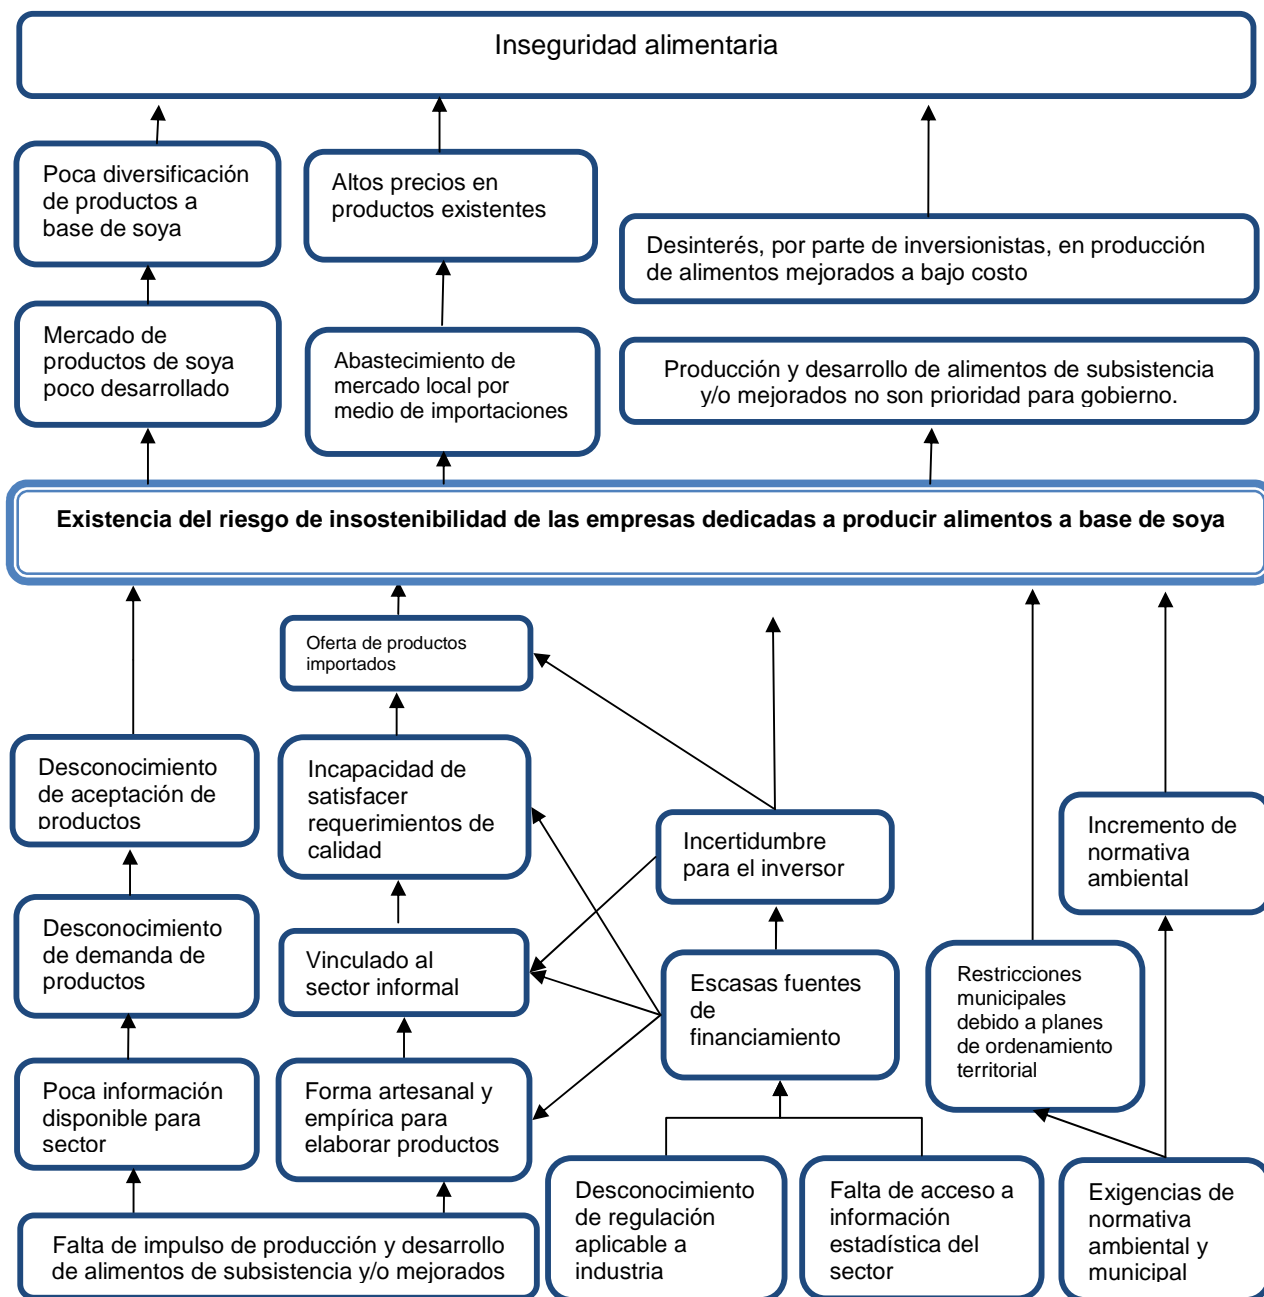 Inseguridad alimentaria
Poca diversificación
de productos a
base de soya
Altos precios en
productos existentes
Desinterés, por parte de inversionistas, en producción
de alimentos mejorados a bajo costo
Mercado de
productos de soya
poco desarrollado
Abastecimiento de
mercado local por
medio de importaciones
Producción y desarrollo de alimentos de subsistencia
y/o mejorados no son prioridad para gobierno.
Existencia del riesgo de insostenibilidad de las empresas dedicadas a producir alimentos a base de soya
Oferta de productos
importados
Desconocimiento
de aceptación de
productos
Incapacidad de
satisfacer
requerimientos de
calidad
Incertidumbre
para el inversor
Incremento de
normativa
ambiental
Desconocimiento
de demanda de
productos
Vinculado al
sector informal
Escasas fuentes
de
financiamiento
Restricciones
municipales
debido a planes
de ordenamiento
territorial
Poca información
disponible para
sector
Forma artesanal y
empírica para
elaborar productos
Falta de impulso de producción y desarrollo
de alimentos de subsistencia y/o mejorados
Desconocimiento
de regulación
aplicable a
industria
Falta de acceso a
información
estadística del
sector
Exigencias de
normativa
ambiental y
municipal